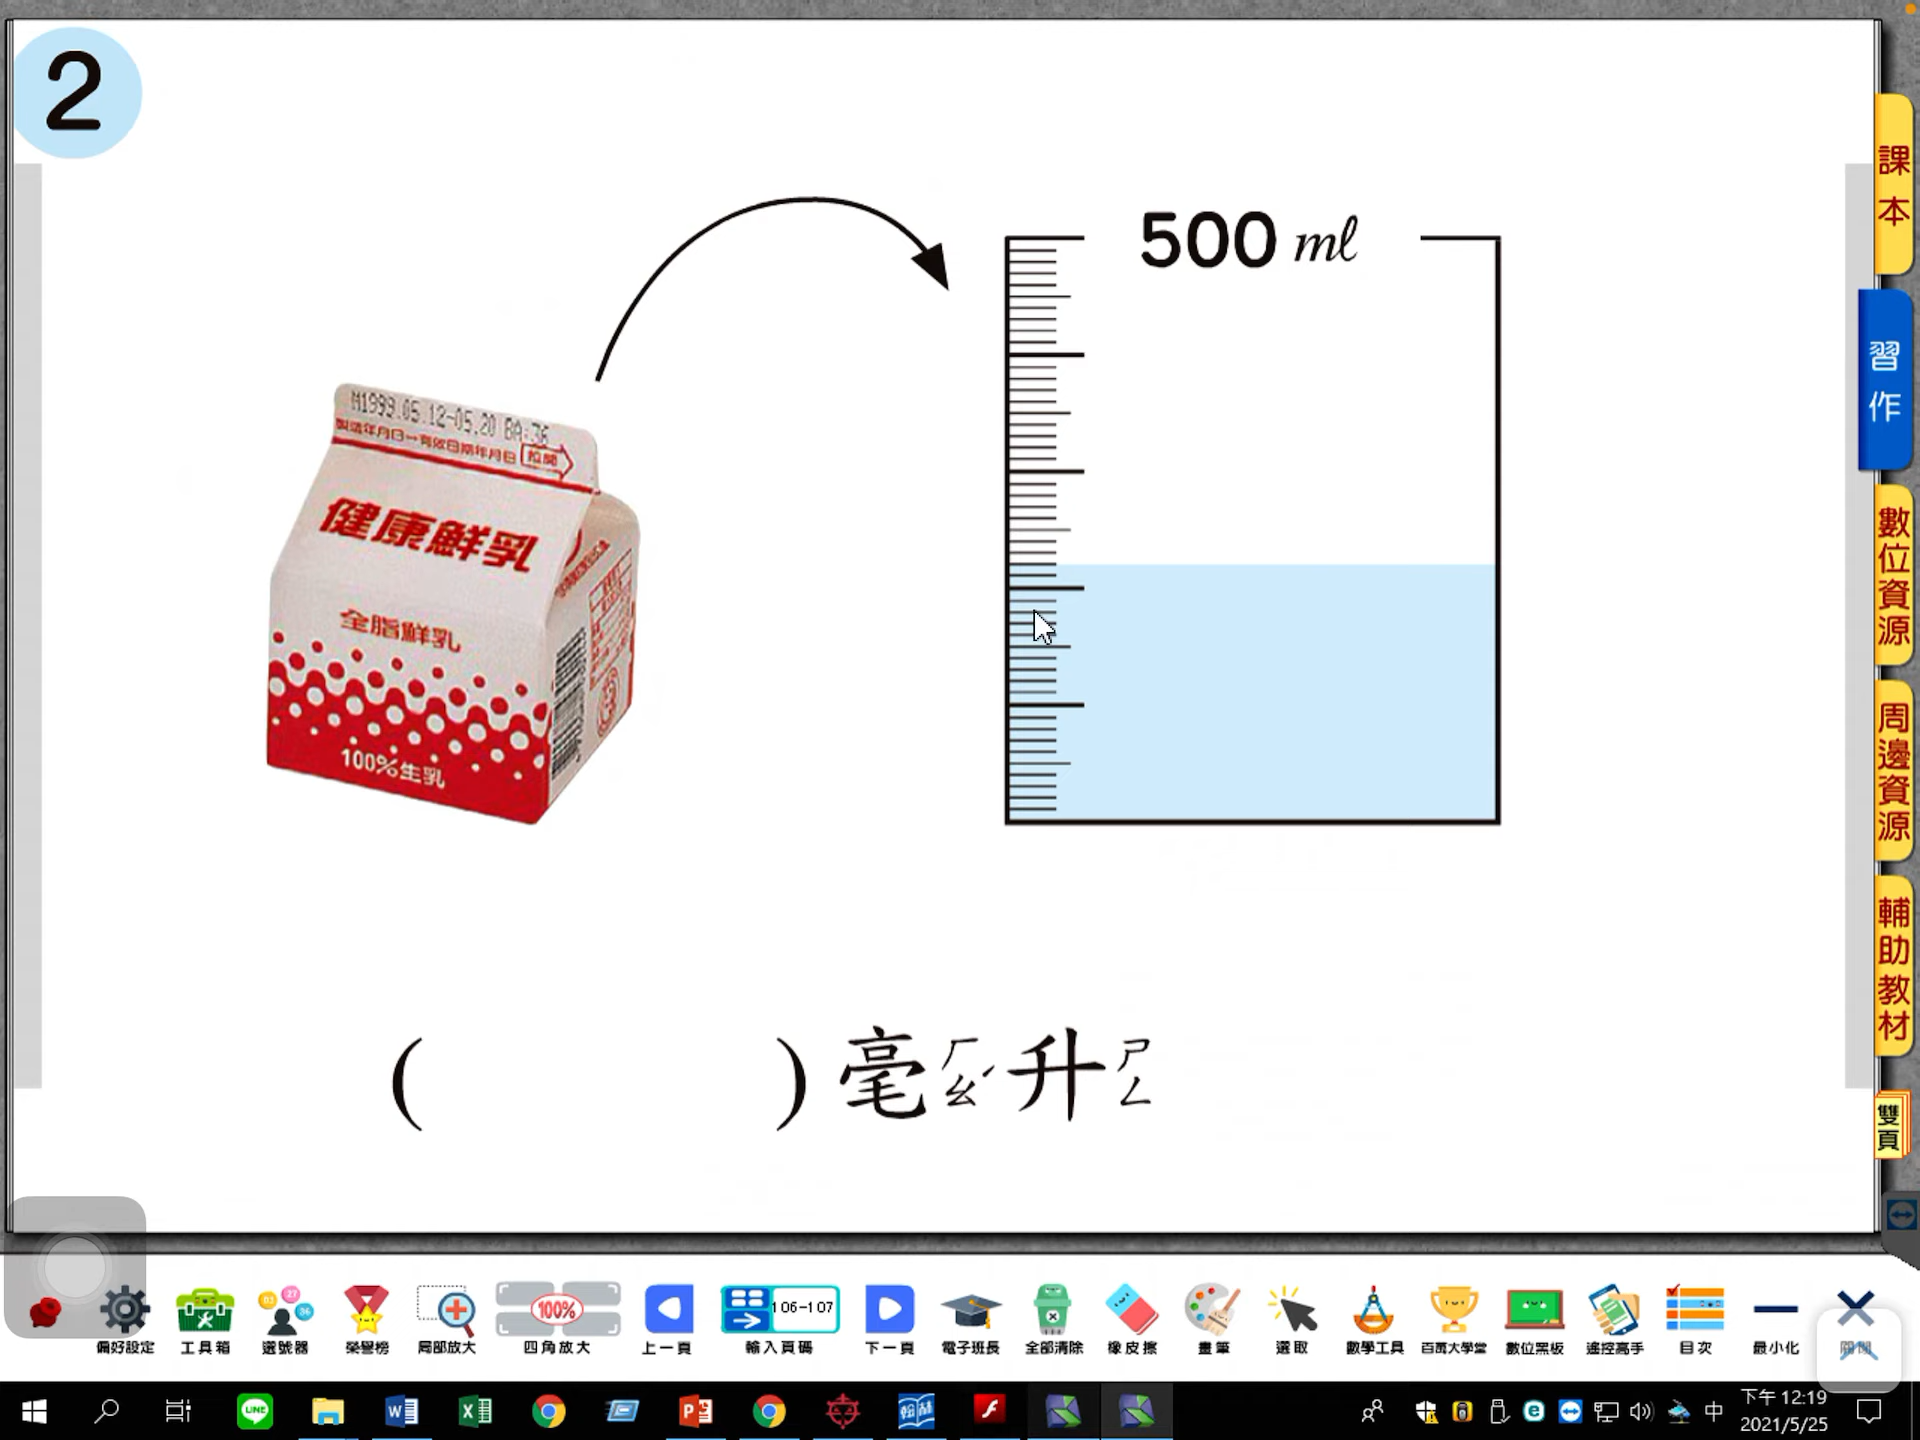 2
500 ml
M1999.05.12-05.20 BA:36
製造年月日—有效日期年月日 拉開
健康鮮乳
全脂鮮乳
100%生乳
( ) 毫ㄏㄠˊ升ㄕㄥ
課本
習作
數位資源
周邊資源
輔助教材
雙頁
100%
106-107
偏好設定 工具箱 選號器 榮譽榜 局部放大 四角放大 上一頁 輸入頁碼 下一頁 電子班長 全部清除 橡皮擦 畫筆 選取 數學工具 百萬大學堂 數位黑板 遙控高手 目次 最小化 關閉
中
下午 12:19
2021/5/25